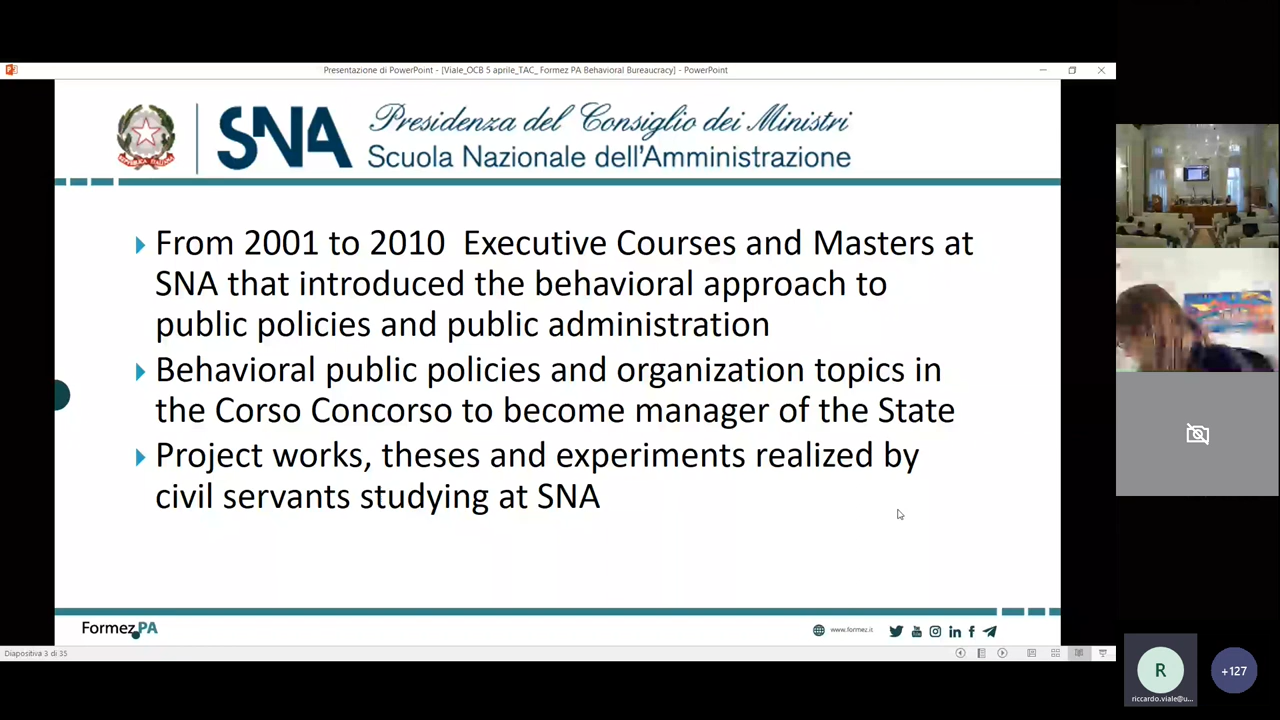 Presentazione di PowerPoint - [Viale_OCB 5 aprile_TAC_ Formez PA Behavioral Bureaucracy] - PowerPoint
SNA
Presidenza del Consiglio dei Ministri
Scuola Nazionale dell'Amministrazione
From 2001 to 2010 Executive Courses and Masters at
SNA that introduced the behavioral approach to
public policies and public administration
Behavioral public policies and organization topics in
the Corso Concorso to become manager of the State
Project works, theses and experiments realized by
civil servants studying at SNA
Formez PA
www.formez.it
Diapositiva 3 di 35
R
riccardo.viale@u...
+127